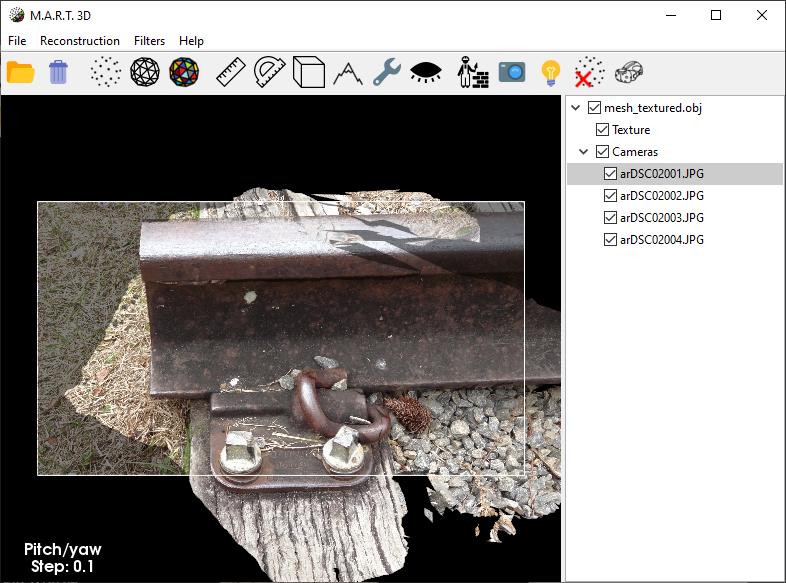 M.A.R.T. 3D
File Reconstruction Filters Help
mesh_textured.obj
Texture
Cameras
arDSC02001.JPG
arDSC02002.JPG
arDSC02003.JPG
arDSC02004.JPG
Pitch/yaw
Step: 0.1